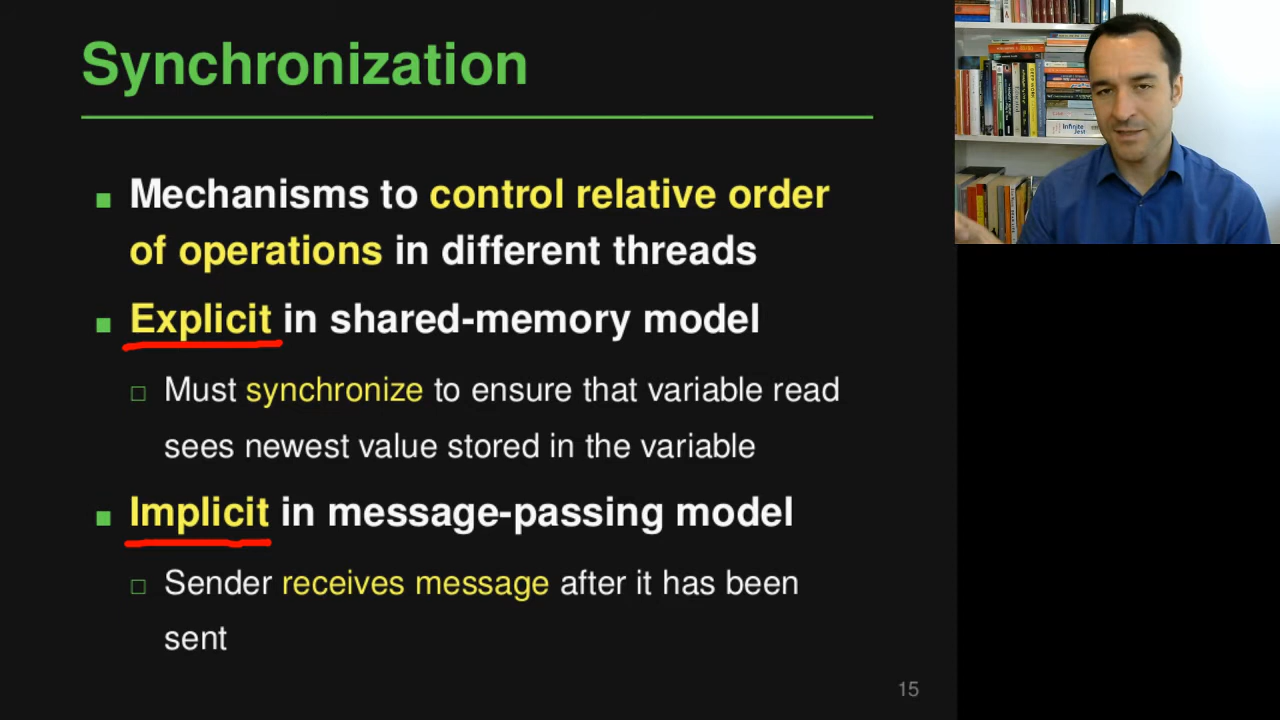 Synchronization
Mechanisms to control relative order
of operations in different threads
Explicit in shared-memory model
Must synchronize to ensure that variable read
sees newest value stored in the variable
Implicit in message-passing model
Sender receives message after it has been
sent
15
Infinite
Jest